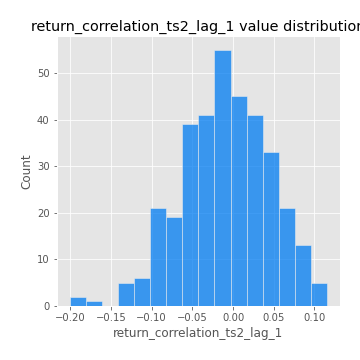 return_correlation_ts2_lag_1 value distribution
50
40
30
20
10
0
Count
−0.20 −0.15 −0.10 −0.05 0.00 0.05 0.10
return_correlation_ts2_lag_1